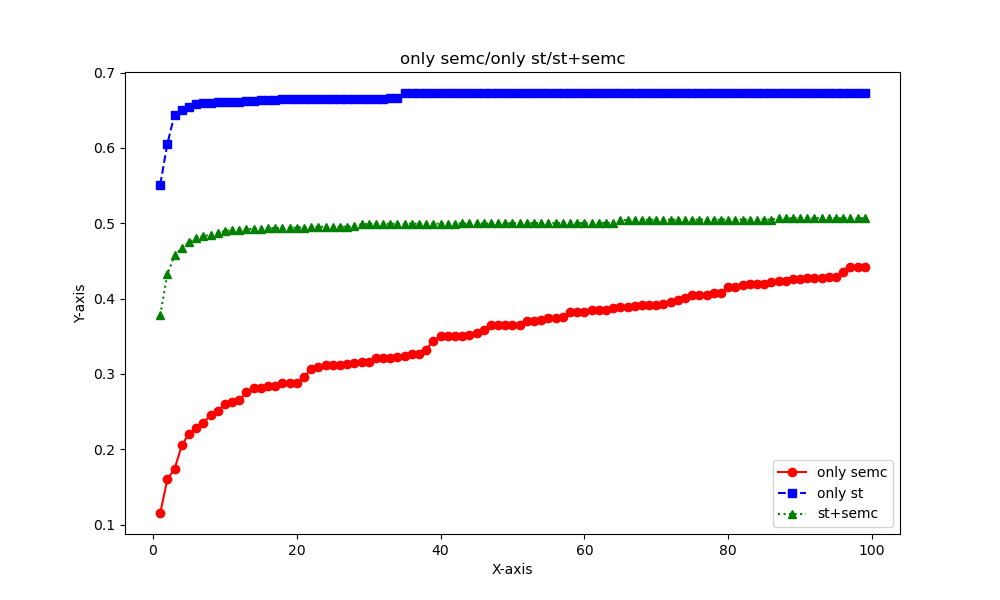 only semc/only st/st+semc
Y-axis
0.7
0.6
0.5
0.4
0.3
0.2
0.1
0 20 40 60 80 100
X-axis
only semc
only st
st+semc